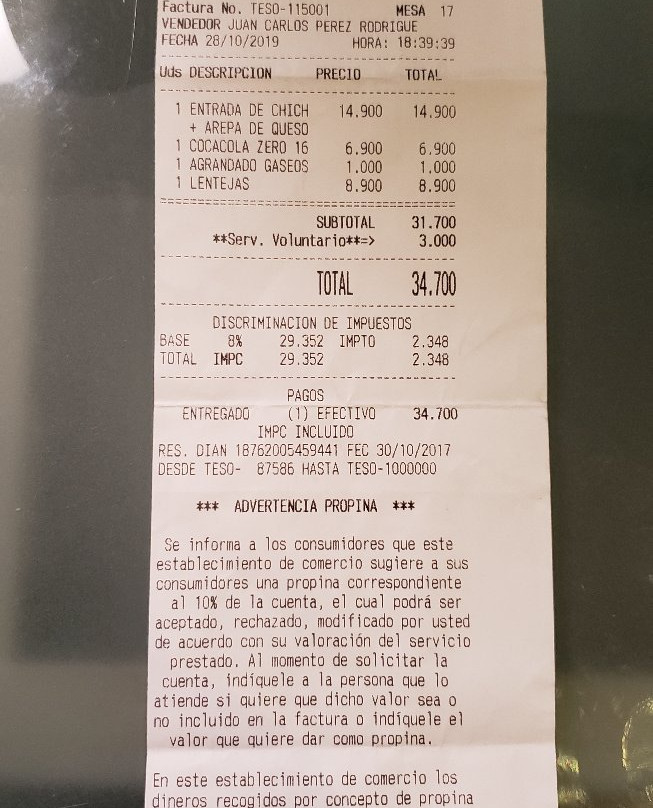 Factura No. TESO-115001 MESA 17
VENDEDOR JUAN CARLOS PEREZ RODRIGUE
FECHA 28/10/2019 HORA: 18:39:39
Uds DESCRIPCION PRECIO TOTAL
1 ENTRADA DE CHICH 14.900 14.900
+ AREPA DE QUESO
1 COCACOLA ZERO 16 6.900 6.900
1 AGRANDADO GASEOS 1.000 1.000
1 LENTEJAS 8.900 8.900
SUBTOTAL 31.700
**Serv. Voluntario**=> 3.000
TOTAL 34.700
DISCRIMINACION DE IMPUESTOS
BASE 8% 29.352 IMPTO 2.348
TOTAL IMPC 29.352 2.348
PAGOS
ENTREGADO (1) EFECTIVO 34.700
IMPC INCLUIDO
RES. DIAN 18762005459441 FEC 30/10/2017
DESDE TESO- 87586 HASTA TESO-1000000
*** ADVERTENCIA PROPINA ***
Se informa a los consumidores que este
establecimiento de comercio sugiere a sus
consumidores una propina correspondiente
al 10% de la cuenta, el cual podrá ser
aceptado, rechazado, modificado por usted
de acuerdo con su valoración del servicio
prestado. Al momento de solicitar la
cuenta, indíquele a la persona que lo
atiende si quiere que dicho valor sea o
no incluido en la factura o indíquele el
valor que quiere dar como propina.
En este establecimiento de comercio los
dineros recogidos por concepto de propina